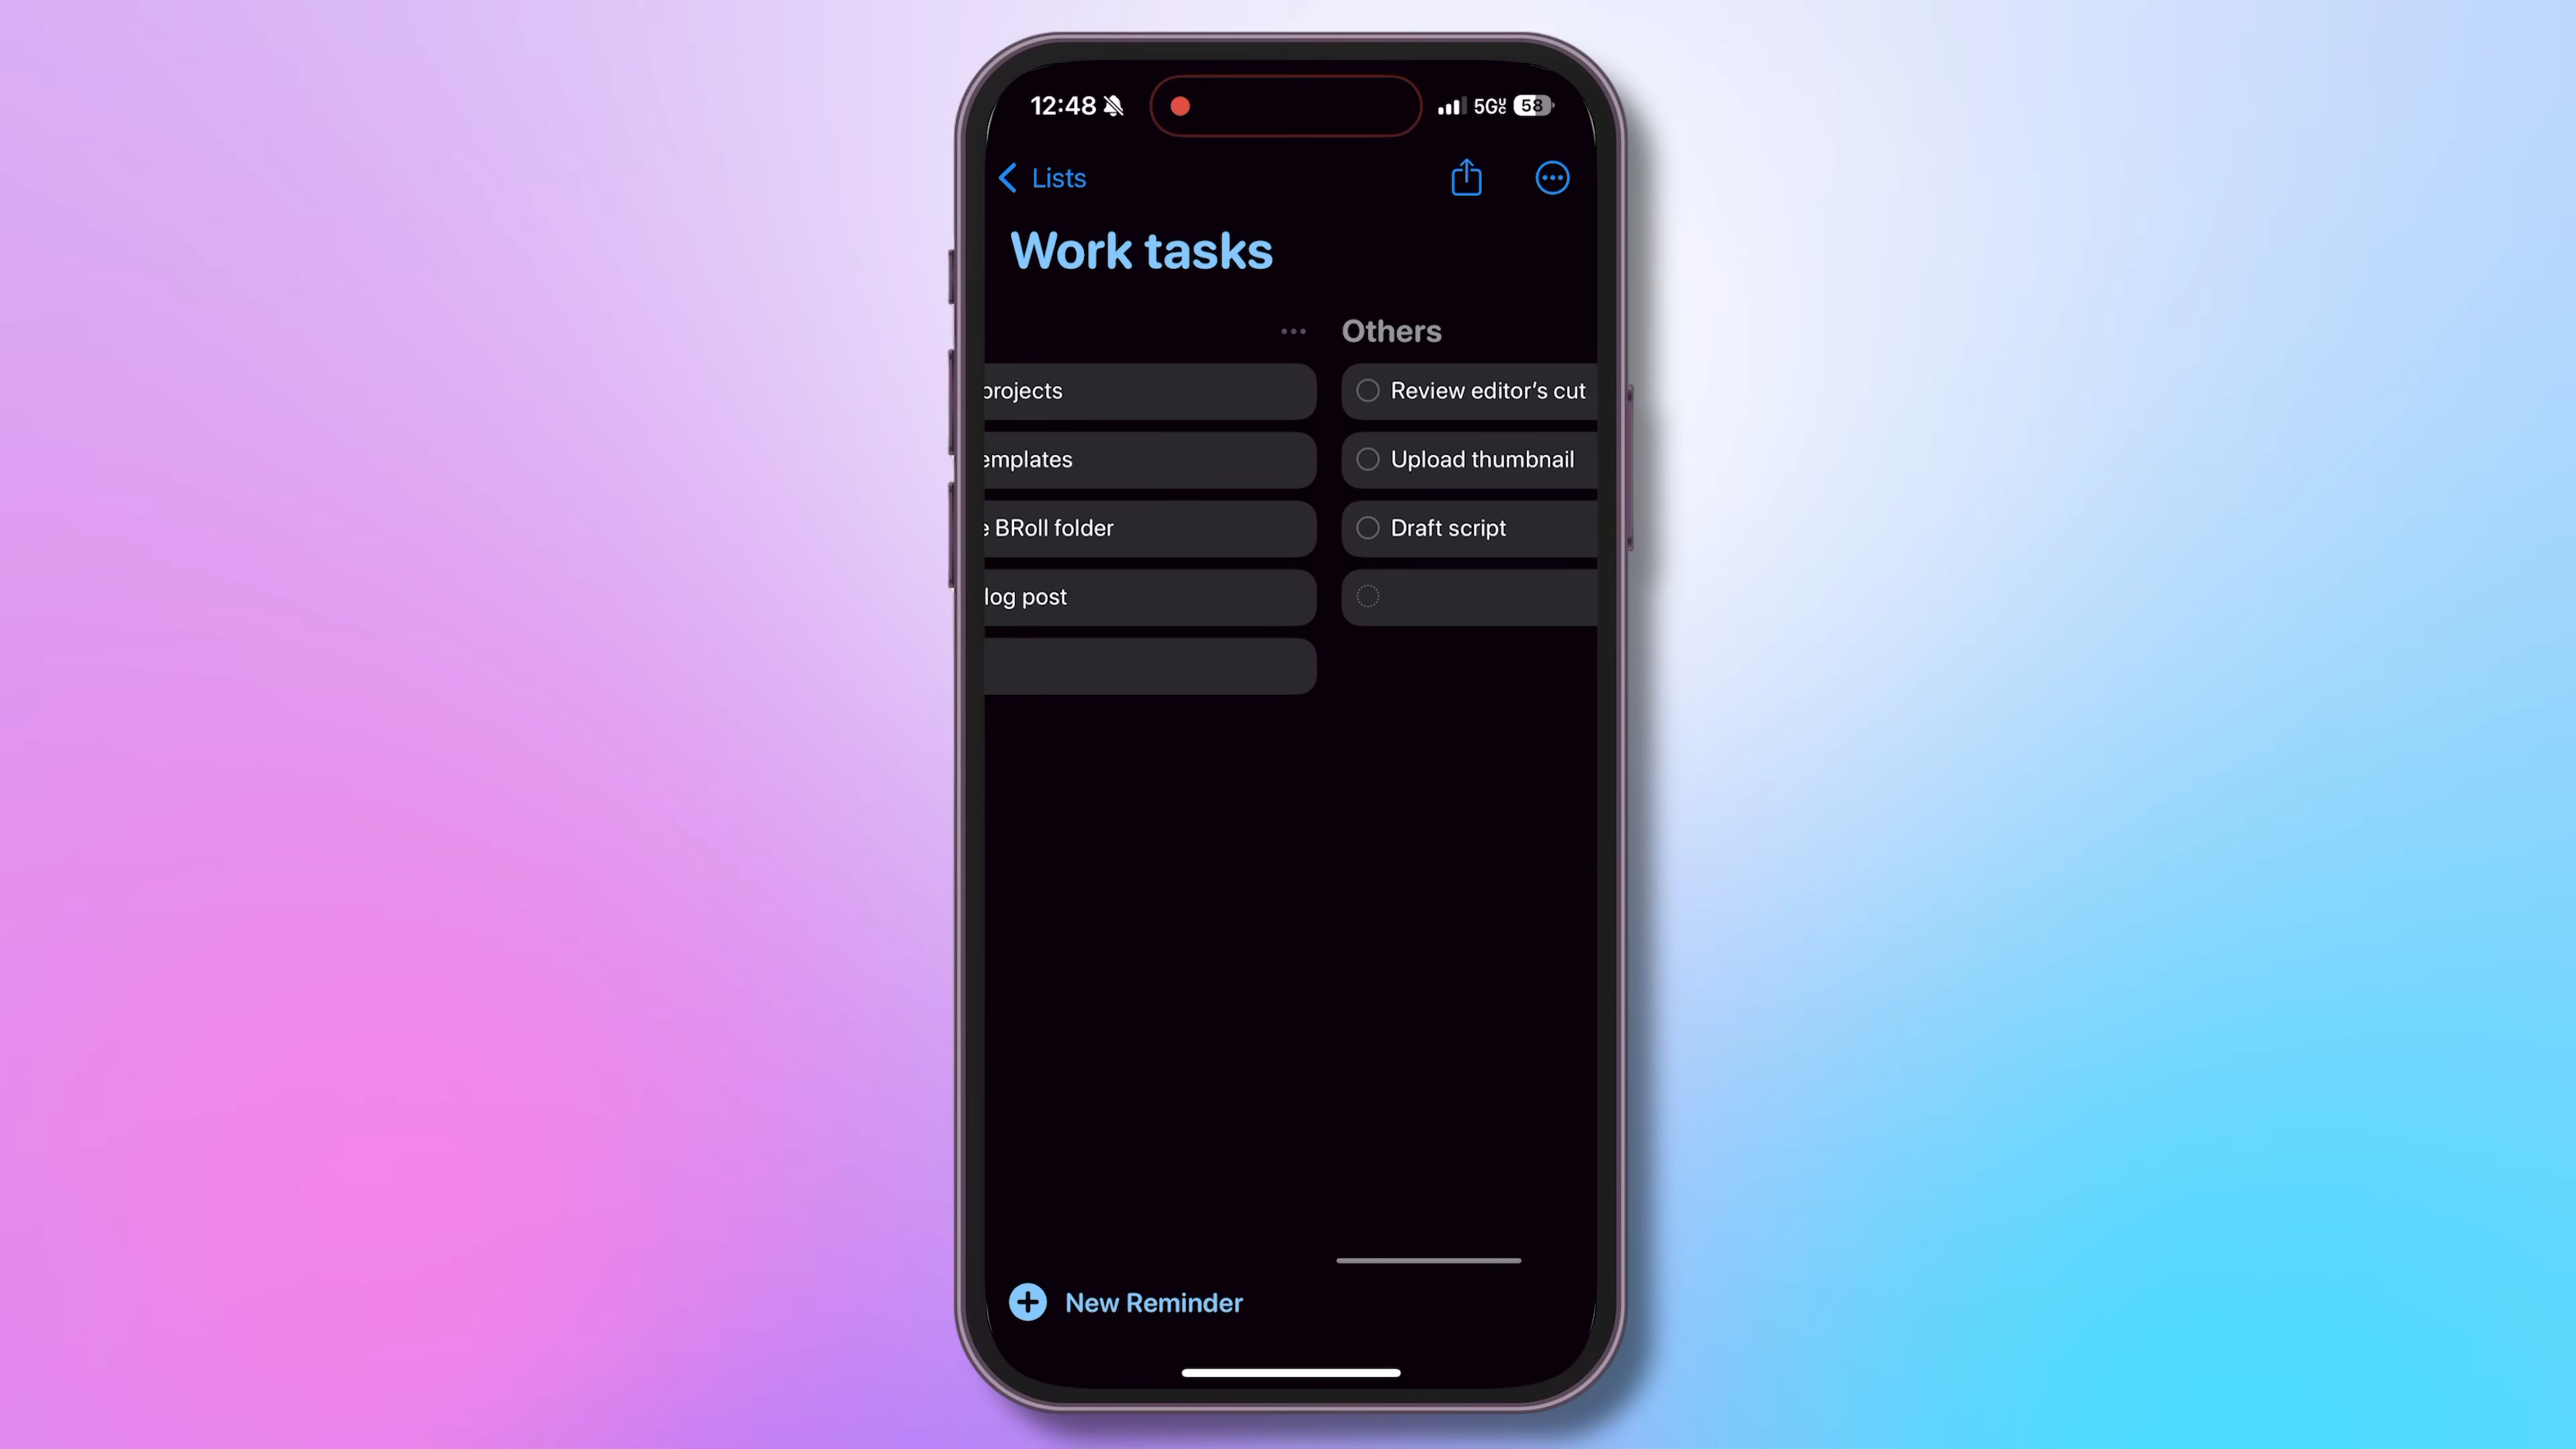 12:48 5G 58
Lists
Work tasks
Others
projects
Review editor's cut
emplates
Upload thumbnail
e BRoll folder
Draft script
log post
New Reminder